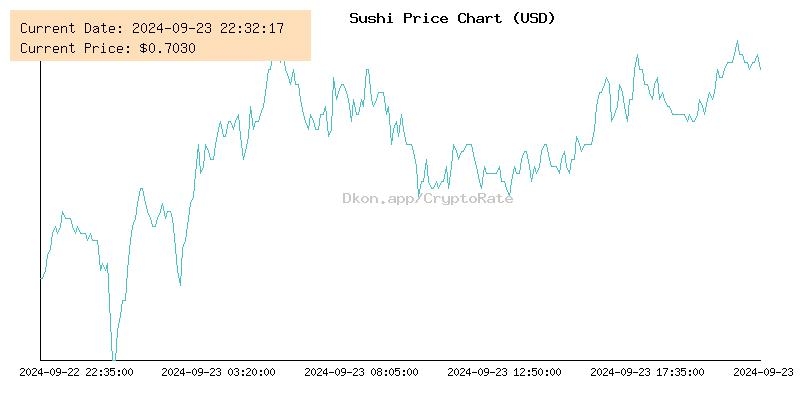 Sushi Price Chart (USD)
Current Date: 2024-09-23 22:32:17
Current Price: $0.7030
Dkon.app/CryptoRate
2024-09-22 22:35:00
2024-09-23 03:20:00
2024-09-23 08:05:00
2024-09-23 12:50:00
2024-09-23 17:35:00
2024-09-23